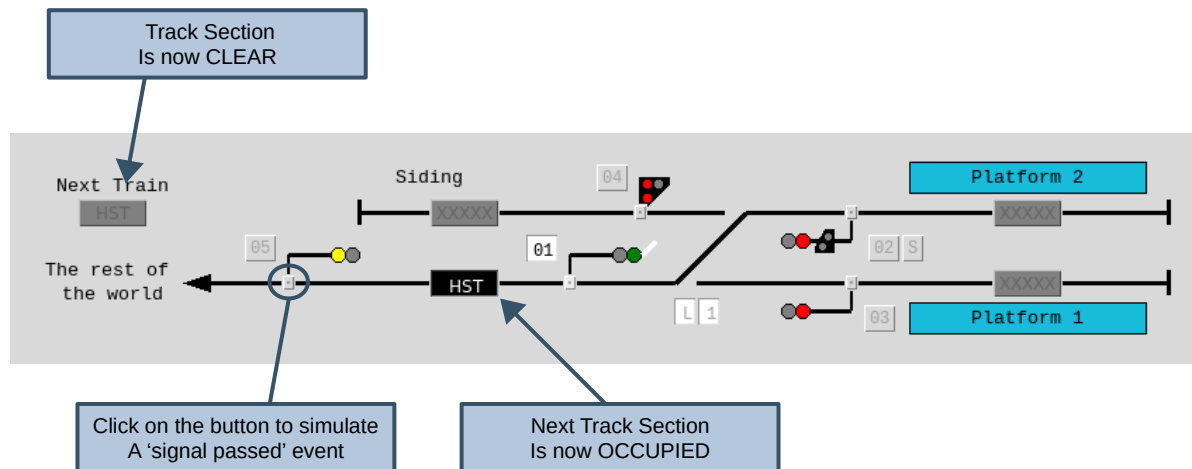 Track Section
Is now CLEAR
Next Train
HST
Siding
XXXXX
04
Platform 2
XXXXX
05
01
02
S
The rest of
the world
HST
L
1
XXXXX
03
Platform 1
Click on the button to simulate
A ‘signal passed’ event
Next Track Section
Is now OCCUPIED